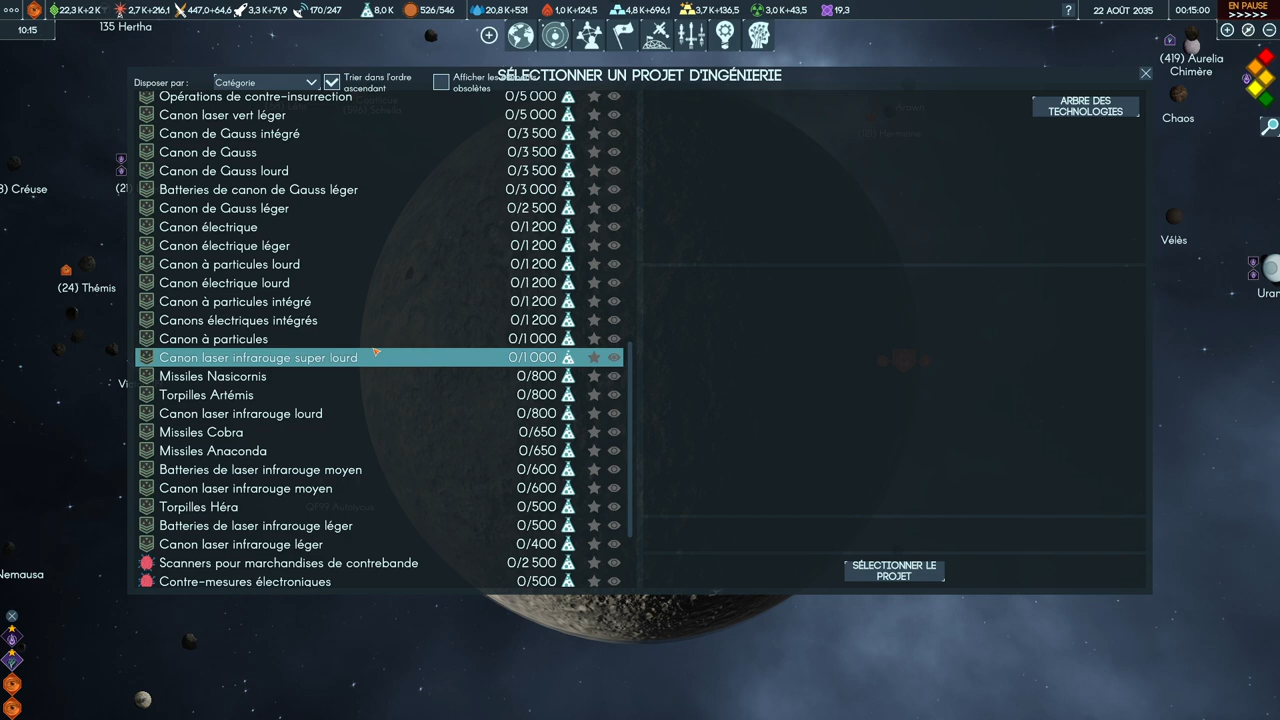 22,3 K+2 K
2,7 K+216,1
447,0+64,6
3,3 K+71,9
170/247
8,0 K
526/546
20,8 K+531
1,0 K+124,5
4,8 K+696,1
3,7 K+136,5
3,0 K+43,5
19,3
?
22 AOÛT 2035
00:15:00
EN PAUSE
>>>>>
10:15
135 Hertha
SÉLECTIONNER UN PROJET D'INGÉNIERIE
Disposer par :
Catégorie
Trier dans l'ordre
ascendant
Afficher les
obsolètes
ARBRE DES
TECHNOLOGIES
Opérations de contre-insurrection 0/5 000
Canon laser vert léger 0/5 000
Canon de Gauss intégré 0/3 500
Canon de Gauss 0/3 500
Canon de Gauss lourd 0/3 500
Batteries de canon de Gauss léger 0/3 000
Canon de Gauss léger 0/2 500
Canon électrique 0/1 200
Canon électrique léger 0/1 200
Canon à particules lourd 0/1 200
Canon électrique lourd 0/1 200
Canon à particules intégré 0/1 200
Canons électriques intégrés 0/1 200
Canon à particules 0/1 000
Canon laser infrarouge super lourd 0/1 000
Missiles Nasicornis 0/800
Torpilles Artémis 0/800
Canon laser infrarouge lourd 0/800
Missiles Cobra 0/650
Missiles Anaconda 0/650
Batteries de laser infrarouge moyen 0/600
Canon laser infrarouge moyen 0/600
Torpilles Héra 0/500
Batteries de laser infrarouge léger 0/500
Canon laser infrarouge léger 0/400
Scanners pour marchandises de contrebande 0/2 500
Contre-mesures électroniques 0/500
SÉLECTIONNER LE
PROJET
(419) Aurelia
Chimère
Chaos
Vélès
Uran
) Créuse
(21
(24) Thémis
Nemausa